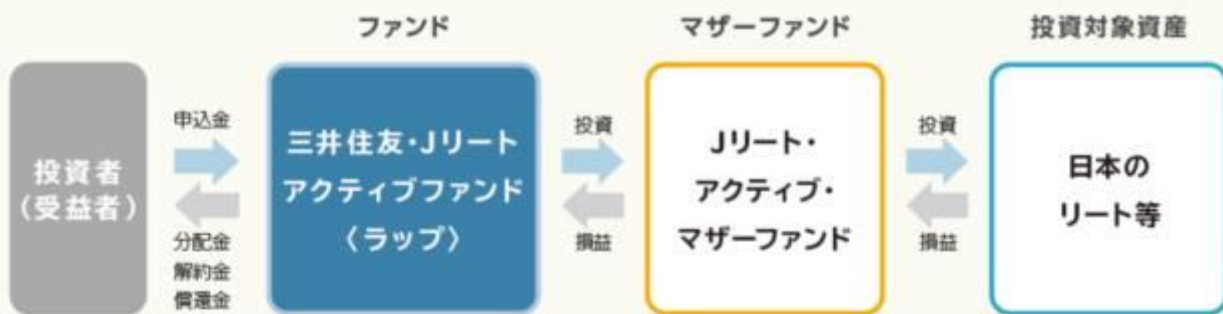 ファンド
マザーファンド
投資対象資産
投資者
（受益者）
申込金
分配金
解約金
償還金
三井住友・Jリート
アクティブファンド
〈ラップ〉
投資
損益
Jリート・
アクティブ・
マザーファンド
投資
損益
日本の
リート等